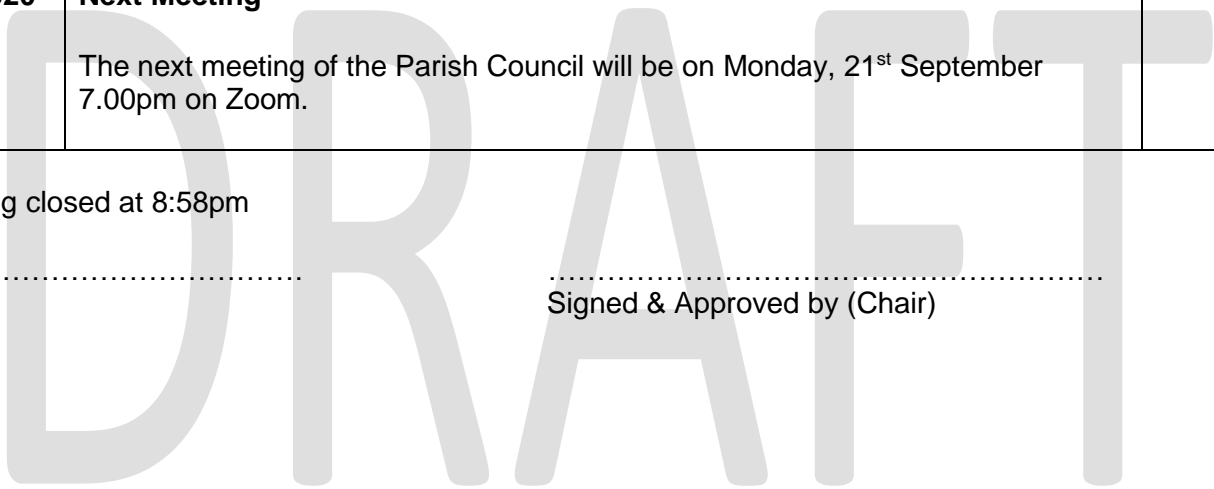 Next Meeting
The next meeting of the Parish Council will be on Monday, 21st September
7.00pm on Zoom.
g closed at 8:58pm
…………………………. ……………………………………………………
Signed & Approved by (Chair)
DRAFT